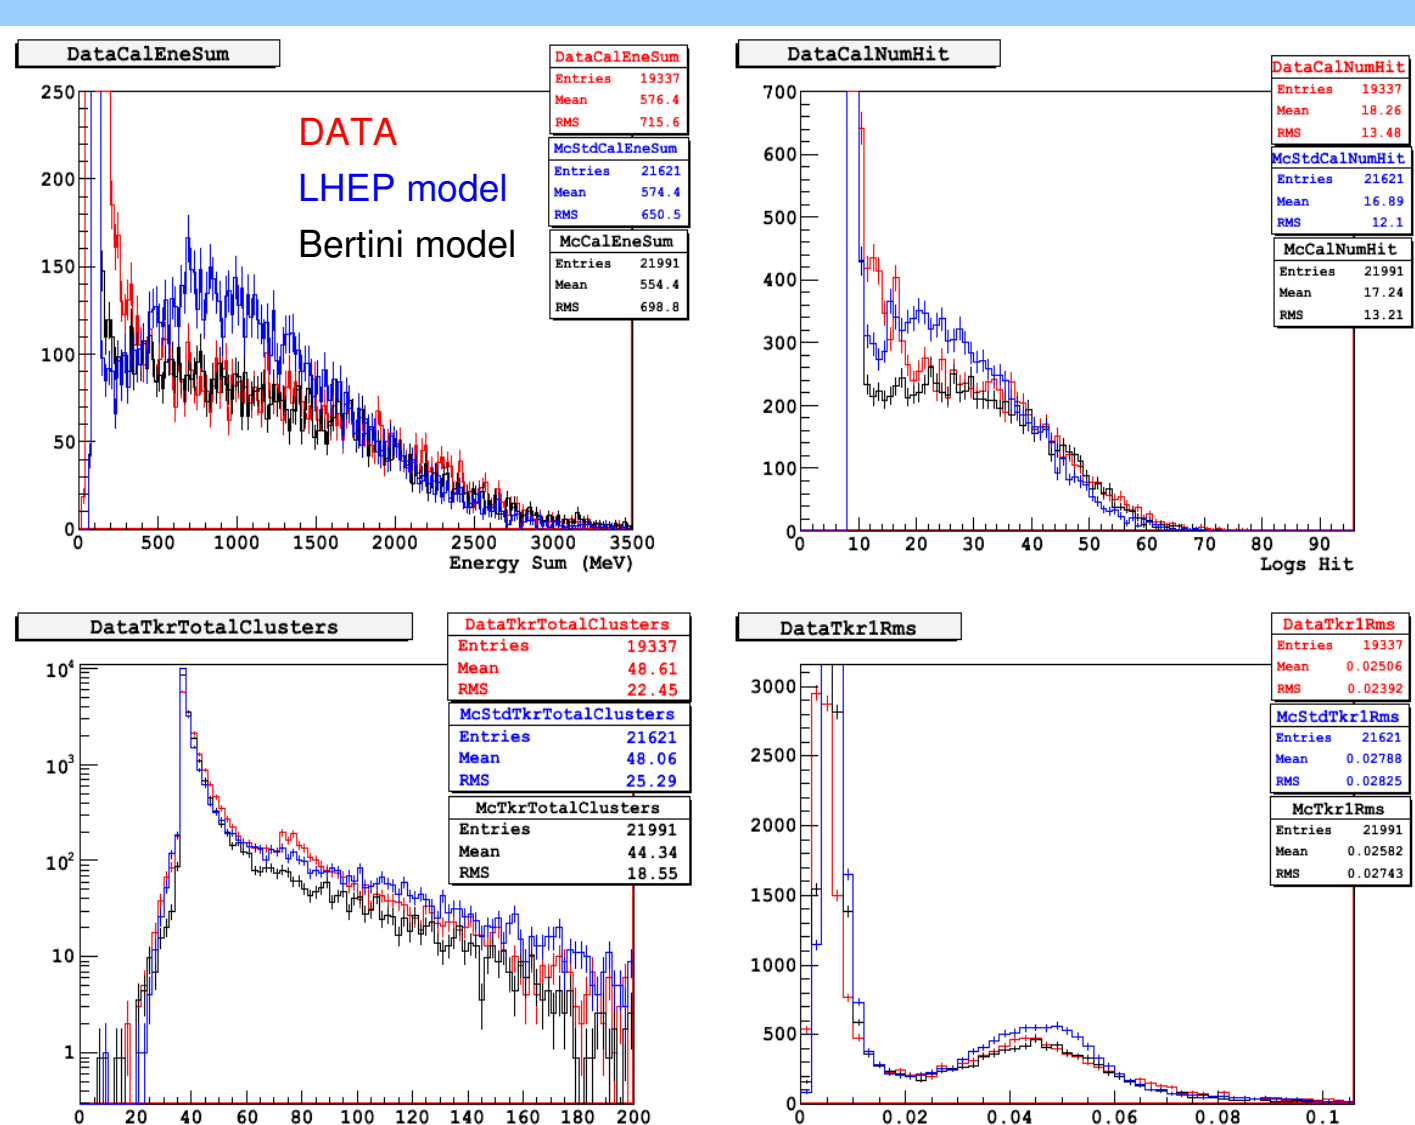 DataCalEneSum
DataCalEneSum
Entries 19337
Mean 576.4
RMS 715.6
McStdCalEneSum
Entries 21621
Mean 574.4
RMS 650.5
McCalEneSum
Entries 21991
Mean 554.4
RMS 698.8
DATA
LHEP model
Bertini model
250
200
150
100
50
0
0 500 1000 1500 2000 2500 3000 3500
Energy Sum (MeV)
DataCalNumHit
DataCalNumHit
Entries 19337
Mean 18.26
RMS 13.48
McStdCalNumHit
Entries 21621
Mean 16.89
RMS 12.1
McCalNumHit
Entries 21991
Mean 17.24
RMS 13.21
700
600
500
400
300
200
100
0
0 10 20 30 40 50 60 70 80 90
Logs Hit
DataTkrTotalClusters
DataTkrTotalClusters
Entries 19337
Mean 48.61
RMS 22.45
McStdTkrTotalClusters
Entries 21621
Mean 48.06
RMS 25.29
McTkrTotalClusters
Entries 21991
Mean 44.34
RMS 18.55
10⁴
10³
10²
10
1
0 20 40 60 80 100 120 140 160 180 200
DataTkr1Rms
DataTkr1Rms
Entries 19337
Mean 0.02506
RMS 0.02392
McStdTkr1Rms
Entries 21621
Mean 0.02788
RMS 0.02825
McTkr1Rms
Entries 21991
Mean 0.02582
RMS 0.02743
3000
2500
2000
1500
1000
500
0
0 0.02 0.04 0.06 0.08 0.1